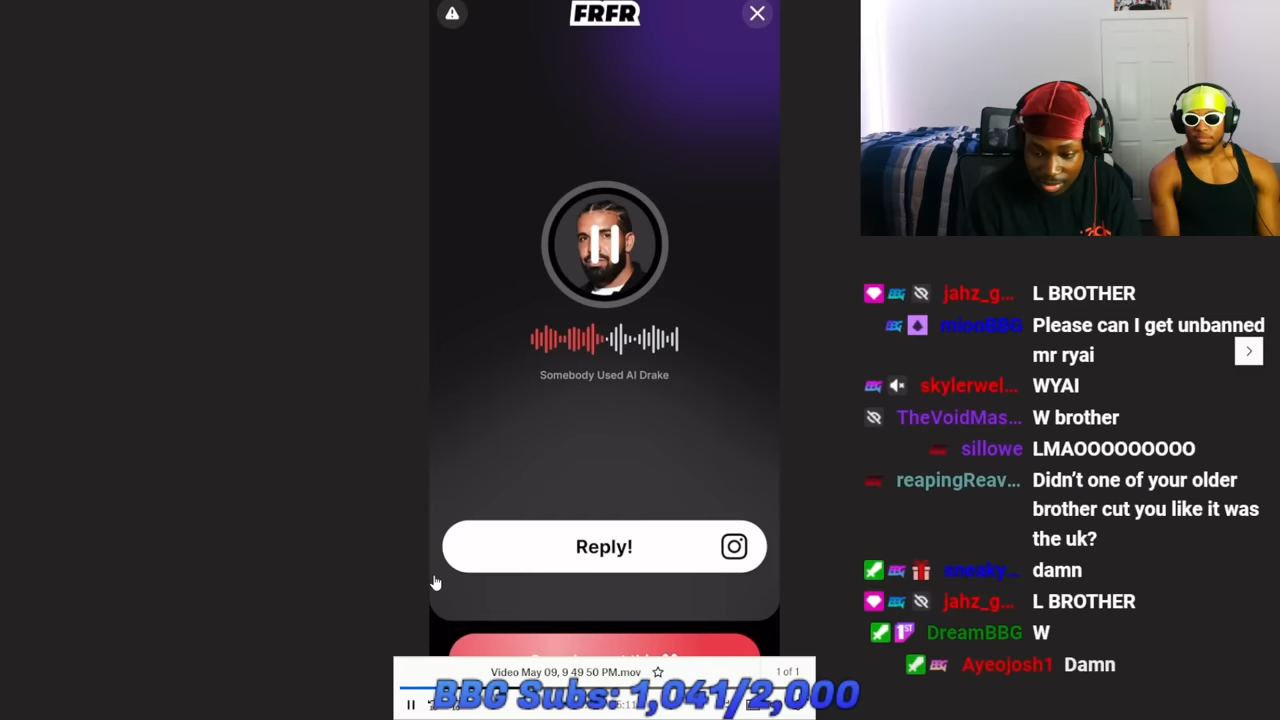 FRFR
Somebody Used AI Drake
Reply!
Video May 09, 9 49 50 PM.mov
1 of 1
BBG Subs: 1,041/2,000
jahz_g... L BROTHER
miooBBG Please can I get unbanned
mr ryai
skylerwel... WYAI
TheVoidMas... W brother
sillowe LMAOOOOOOOOO
reapingReav... Didn’t one of your older
brother cut you like it was
the uk?
sneaky... damn
jahz_g... L BROTHER
DreamBBG W
Ayeojosh1 Damn